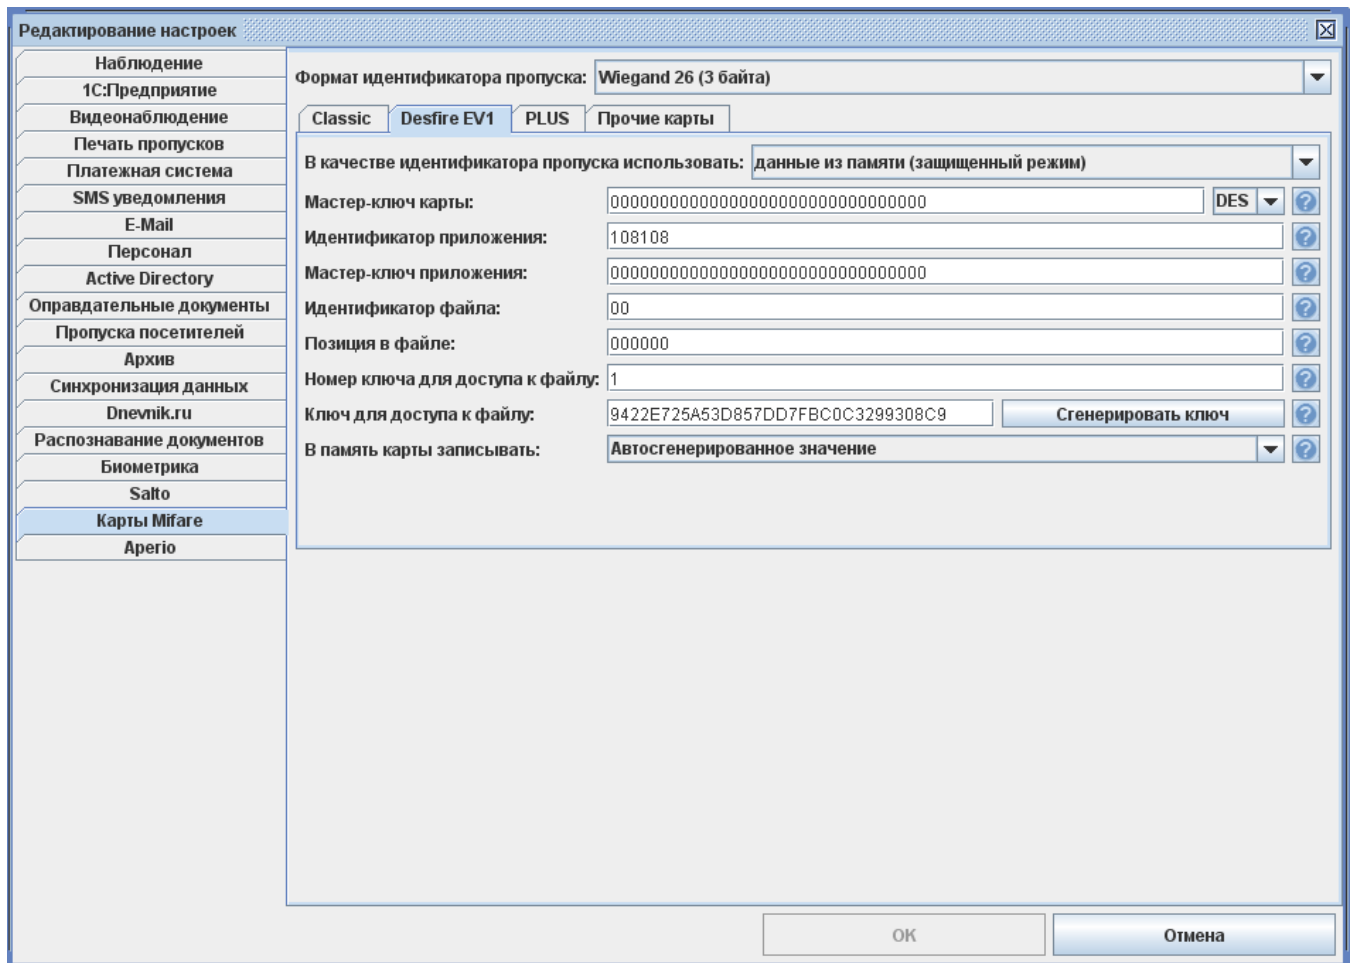 Редактирование настроек
Наблюдение
1С:Предприятие
Видеонаблюдение
Печать пропусков
Платежная система
SMS уведомления
E-Mail
Персонал
Active Directory
Оправдательные документы
Пропуска посетителей
Архив
Синхронизация данных
Dnevnik.ru
Распознавание документов
Биометрика
Salto
Карты Mifare
Aperio
Формат идентификатора пропуска: Wiegand 26 (3 байта)
Classic Desfire EV1 PLUS Прочие карты
В качестве идентификатора пропуска использовать: данные из памяти (защищенный режим)
Мастер-ключ карты: 00000000000000000000000000000000 DES ?
Идентификатор приложения: 108108 ?
Мастер-ключ приложения: 00000000000000000000000000000000 ?
Идентификатор файла: 00 ?
Позиция в файле: 000000 ?
Номер ключа для доступа к файлу: 1 ?
Ключ для доступа к файлу: 9422E725A53D857DD7FBC0C3299308C9 Сгенерировать ключ ?
В память карты записывать: Автосгенерированное значение ?
OK Отмена